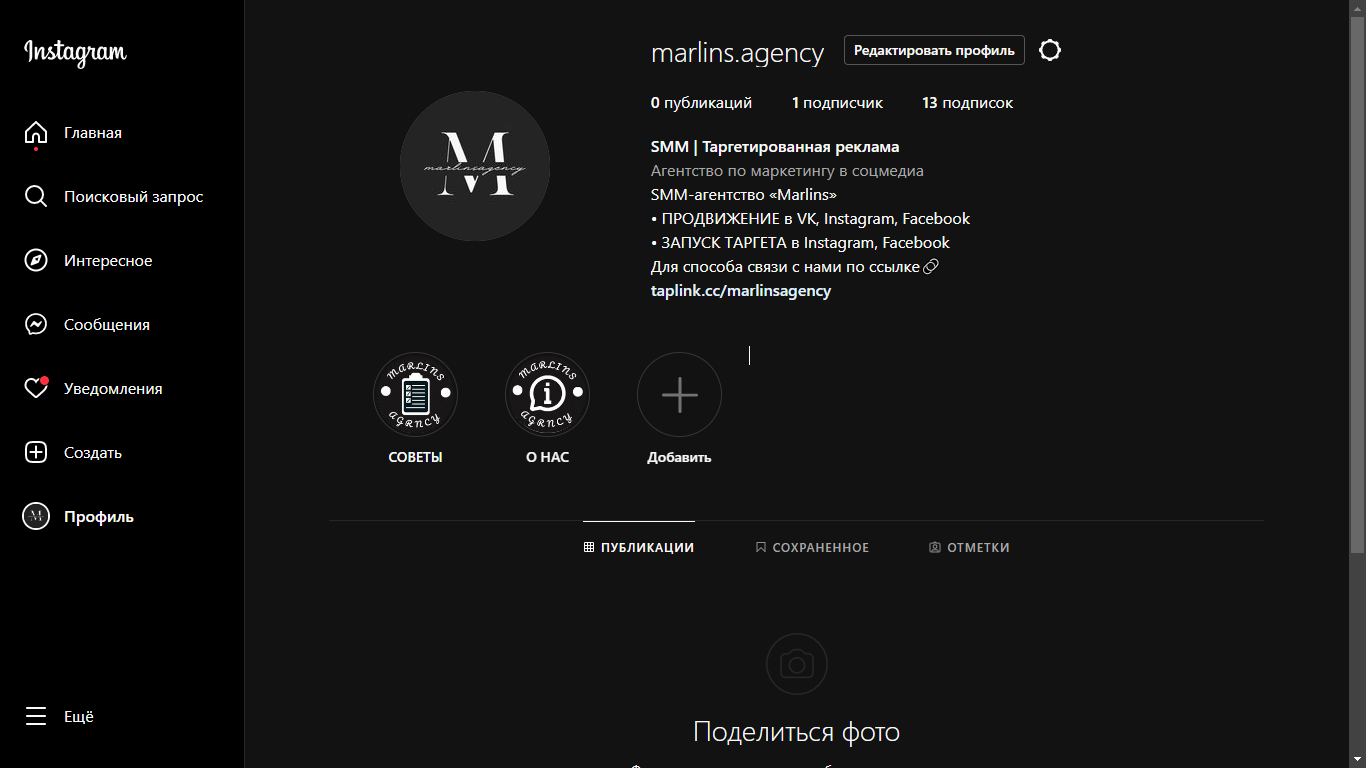 Instagram
Главная
Поисковый запрос
Интересное
Сообщения
Уведомления
Создать
Профиль
Ещё
marlins.agency
Редактировать профиль
M
marlinsagency
0 публикаций 1 подписчик 13 подписок
SMM | Таргетированная реклама
Агентство по маркетингу в соцмедиа
SMM-агентство «Marlins»
• ПРОДВИЖЕНИЕ в VK, Instagram, Facebook
• ЗАПУСК ТАРГЕТА в Instagram, Facebook
Для способа связи с нами по ссылке
taplink.cc/marlinsagency
MARLINS
AGENCY
СОВЕТЫ
MARLINS
AGENCY
О НАС
Добавить
ПУБЛИКАЦИИ СОХРАНЕННОЕ ОТМЕТКИ
Поделиться фото